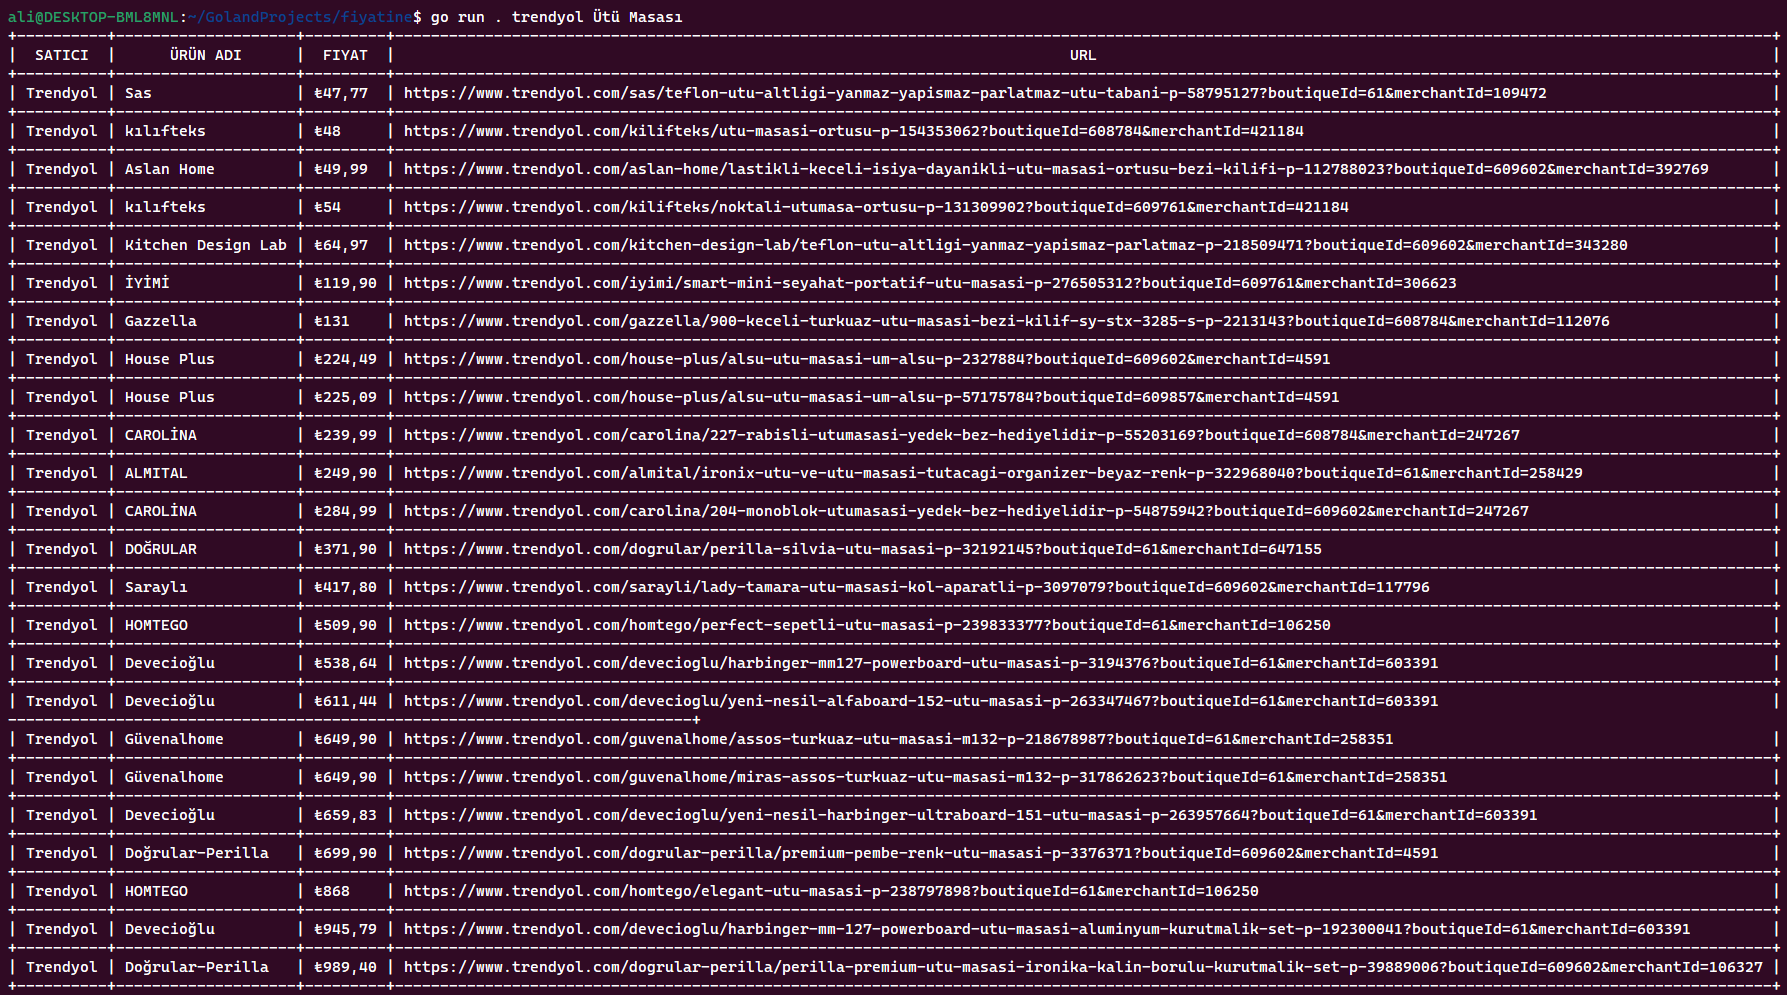 ali@DESKTOP-BML8MNL:~/GolandProjects/fiyatine$ go run . trendyol Ütü Masası
| SATICI | ÜRÜN ADI | FIYAT | URL |
| Trendyol | Sas | ₺47,77 | https://www.trendyol.com/sas/teflon-utu-altligi-yanmaz-yapismaz-parlatmaz-utu-tabani-p-58795127?boutiqueId=61&merchantId=109472 |
| Trendyol | kılıfteks | ₺48 | https://www.trendyol.com/kilifteks/utu-masasi-ortusu-p-154353062?boutiqueId=608784&merchantId=421184 |
| Trendyol | Aslan Home | ₺49,99 | https://www.trendyol.com/aslan-home/lastikli-keceli-isiya-dayanikli-utu-masasi-ortusu-bezi-kilifi-p-112788023?boutiqueId=609602&merchantId=392769 |
| Trendyol | kılıfteks | ₺54 | https://www.trendyol.com/kilifteks/noktali-utumasa-ortusu-p-131309902?boutiqueId=609761&merchantId=421184 |
| Trendyol | Kitchen Design Lab | ₺64,97 | https://www.trendyol.com/kitchen-design-lab/teflon-utu-altligi-yanmaz-yapismaz-parlatmaz-p-218509471?boutiqueId=609602&merchantId=343280 |
| Trendyol | İYİMİ | ₺119,90 | https://www.trendyol.com/iyimi/smart-mini-seyahat-portatif-utu-masasi-p-276505312?boutiqueId=609761&merchantId=306623 |
| Trendyol | Gazzella | ₺131 | https://www.trendyol.com/gazzella/900-keceli-turkuaz-utu-masasi-bezi-kilif-sy-stx-3285-s-p-2213143?boutiqueId=608784&merchantId=112076 |
| Trendyol | House Plus | ₺224,49 | https://www.trendyol.com/house-plus/alsu-utu-masasi-um-alsu-p-2327884?boutiqueId=609602&merchantId=4591 |
| Trendyol | House Plus | ₺225,09 | https://www.trendyol.com/house-plus/alsu-utu-masasi-um-alsu-p-57175784?boutiqueId=609857&merchantId=4591 |
| Trendyol | CAROLİNA | ₺239,99 | https://www.trendyol.com/carolina/227-rabisli-utumasasi-yedek-bez-hediyelidir-p-55203169?boutiqueId=608784&merchantId=247267 |
| Trendyol | ALMITAL | ₺249,90 | https://www.trendyol.com/almital/ironix-utu-ve-utu-masasi-tutacagi-organizer-beyaz-renk-p-322968040?boutiqueId=61&merchantId=258429 |
| Trendyol | CAROLİNA | ₺284,99 | https://www.trendyol.com/carolina/204-monoblok-utumasasi-yedek-bez-hediyelidir-p-54875942?boutiqueId=609602&merchantId=247267 |
| Trendyol | DOĞRULAR | ₺371,90 | https://www.trendyol.com/dogrular/perilla-silvia-utu-masasi-p-32192145?boutiqueId=61&merchantId=647155 |
| Trendyol | Saraylı | ₺417,80 | https://www.trendyol.com/sarayli/lady-tamara-utu-masasi-kol-aparatli-p-3097079?boutiqueId=609602&merchantId=117796 |
| Trendyol | HOMTEGO | ₺509,90 | https://www.trendyol.com/homtego/perfect-sepetli-utu-masasi-p-239833377?boutiqueId=61&merchantId=106250 |
| Trendyol | Devecioğlu | ₺538,64 | https://www.trendyol.com/devecioglu/harbinger-mm127-powerboard-utu-masasi-p-3194376?boutiqueId=61&merchantId=603391 |
| Trendyol | Devecioğlu | ₺611,44 | https://www.trendyol.com/devecioglu/yeni-nesil-alfaboard-152-utu-masasi-p-263347467?boutiqueId=61&merchantId=603391 |
| Trendyol | Güvenalhome | ₺649,90 | https://www.trendyol.com/guvenalhome/assos-turkuaz-utu-masasi-m132-p-218678987?boutiqueId=61&merchantId=258351 |
| Trendyol | Güvenalhome | ₺649,90 | https://www.trendyol.com/guvenalhome/miras-assos-turkuaz-utu-masasi-m132-p-317862623?boutiqueId=61&merchantId=258351 |
| Trendyol | Devecioğlu | ₺659,83 | https://www.trendyol.com/devecioglu/yeni-nesil-harbinger-ultraboard-151-utu-masasi-p-263957664?boutiqueId=61&merchantId=603391 |
| Trendyol | Doğrular-Perilla | ₺699,90 | https://www.trendyol.com/dogrular-perilla/premium-pembe-renk-utu-masasi-p-3376371?boutiqueId=609602&merchantId=4591 |
| Trendyol | HOMTEGO | ₺868 | https://www.trendyol.com/homtego/elegant-utu-masasi-p-238797898?boutiqueId=61&merchantId=106250 |
| Trendyol | Devecioğlu | ₺945,79 | https://www.trendyol.com/devecioglu/harbinger-mm-127-powerboard-utu-masasi-aluminyum-kurutmalik-set-p-192300041?boutiqueId=61&merchantId=603391 |
| Trendyol | Doğrular-Perilla | ₺989,40 | https://www.trendyol.com/dogrular-perilla/perilla-premium-utu-masasi-ironika-kalin-borulu-kurutmalik-set-p-39889006?boutiqueId=609602&merchantId=106327 |